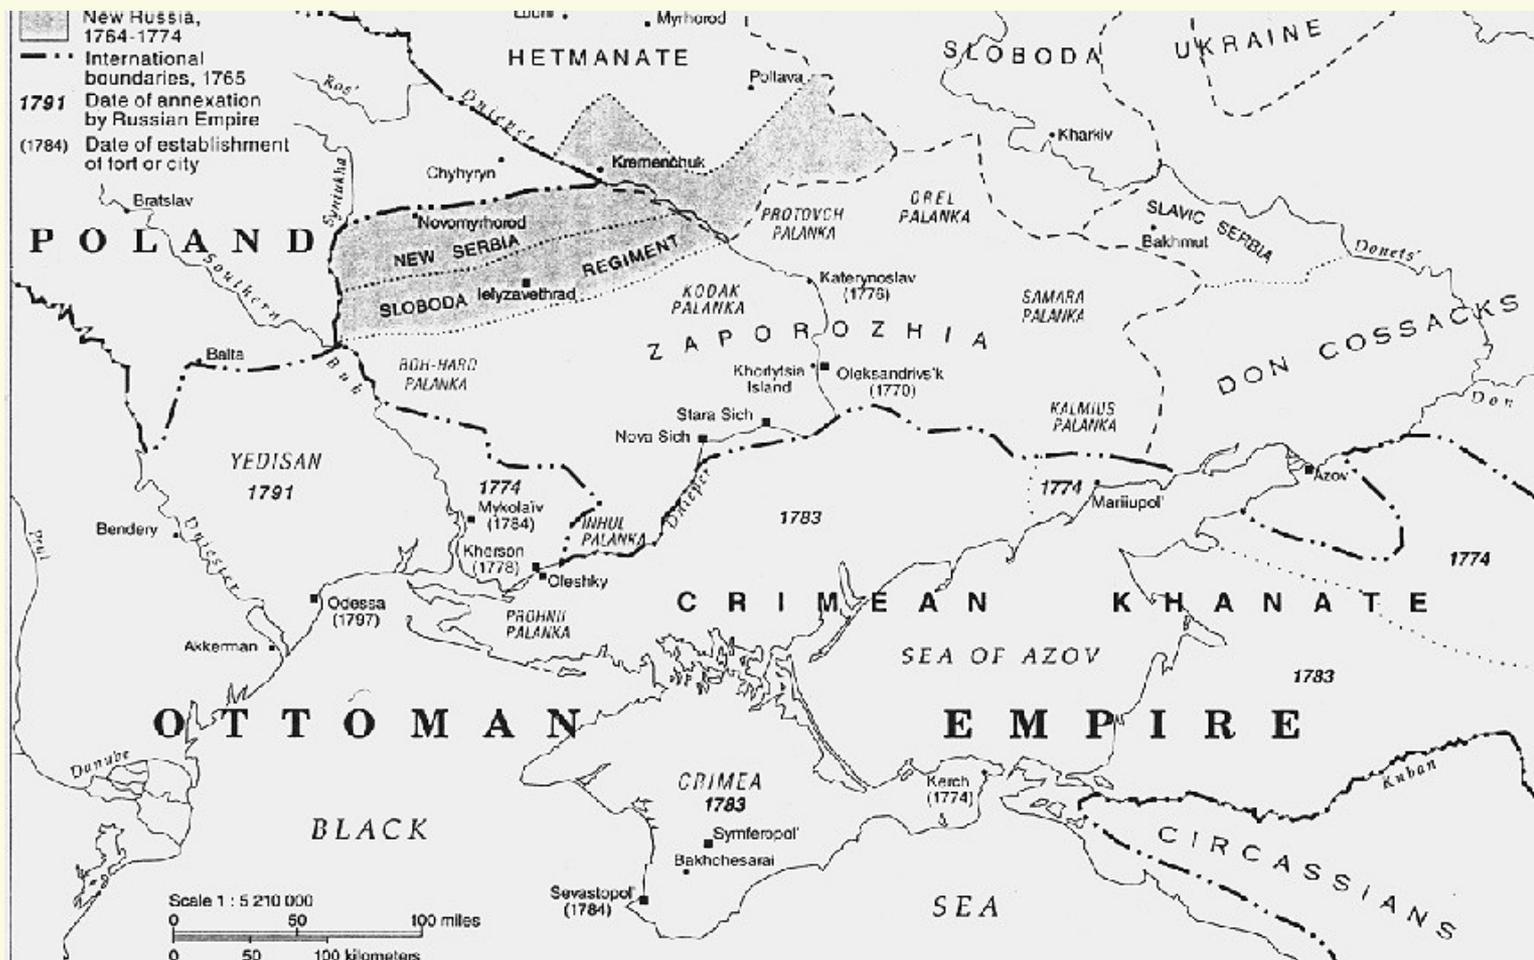 New Russia,
1764-1774
International
boundaries, 1765
1791 Date of annexation
by Russian Empire
(1784) Date of establishment
of fort or city
Myrhorod
HETMANATE
SLOBODA
UKRAINE
Poltava
Ros'
Dnieper
Kharkiv
Kremenchuk
Chyhyryn
Syniukha
Bratslav
POLAND
Novomyrhorod
NEW SERBIA
SLOBODA REGIMENT
Ielyzavethrad
PROTOVCH
PALANKA
OREL
PALANKA
SLAVIC SERBIA
Bakhmut
Donets'
Southern
Buh
Katerynoslav
(1776)
KODAK
PALANKA
SAMARA
PALANKA
ZAPOROZHIA
DON COSSACKS
Balta
BOH-HARD
PALANKA
Khortytsia
Island
Oleksandrivs'k
(1770)
Don
Stara Sich
Nova Sich
KALMIUS
PALANKA
YEDISAN
1791
1774
Mykolaïv
(1784)
INHUL
PALANKA
Dnieper
1783
1774
Mariiupol'
Azov
1774
Bendery
Dniester
Prut
Kherson
(1778)
Oleshky
Odessa
(1797)
PROHNII
PALANKA
CRIMEAN KHANATE
Akkerman
SEA OF AZOV
1783
OTTOMAN EMPIRE
Danube
CRIMEA
1783
Kerch
(1774)
Kuban
BLACK
SEA
Symferopol'
Bakhchesarai
CIRCASSIANS
Sevastopol'
(1784)
Scale 1 : 5 210 000
0 50 100 miles
0 50 100 kilometers